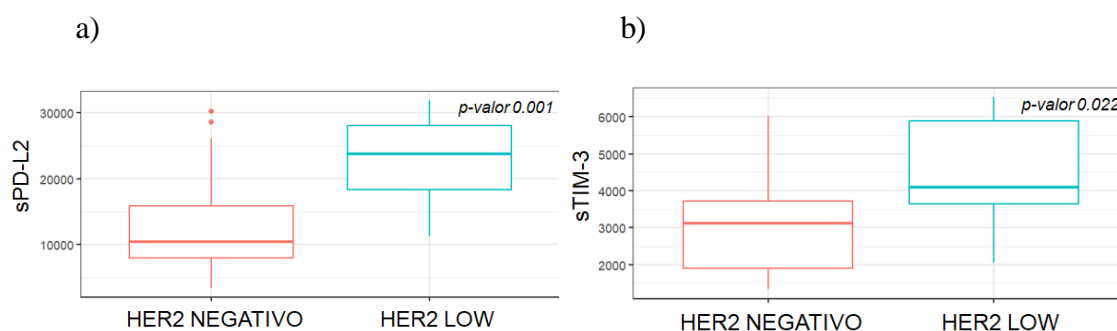 a)
p-valor 0.001
30000
20000
10000
sPD-L2
HER2 NEGATIVO
HER2 LOW
b)
p-valor 0.022
6000
5000
4000
3000
2000
sTIM-3
HER2 NEGATIVO
HER2 LOW